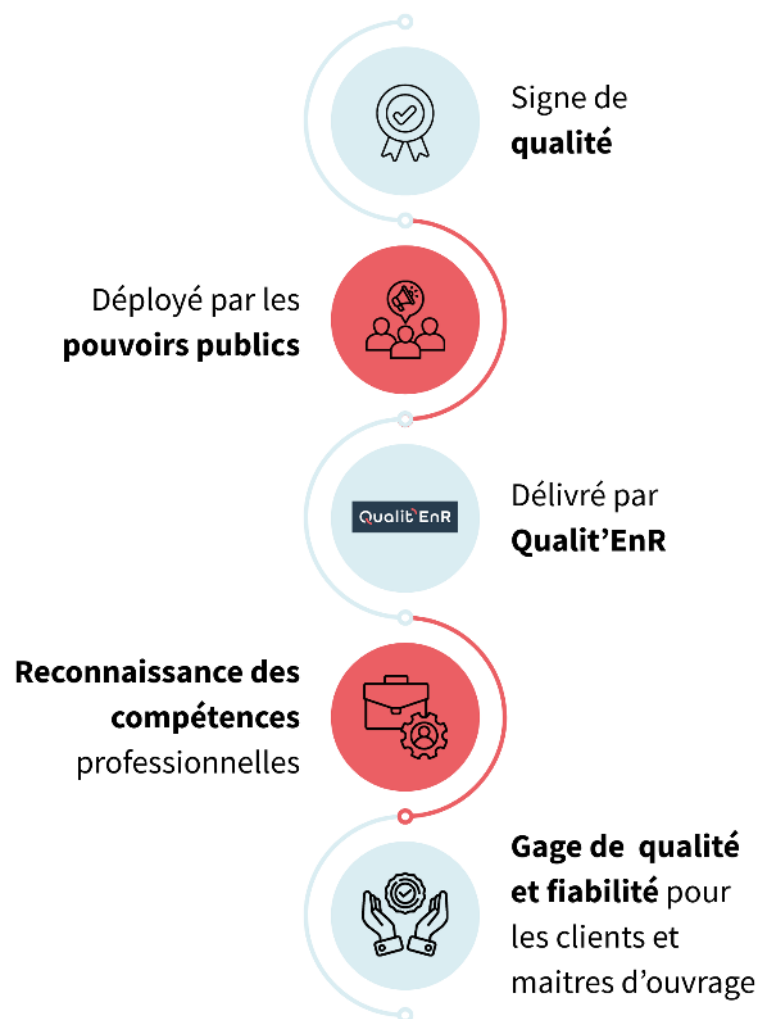 Signe de
qualité
Déployé par les
pouvoirs publics
Qualit'EnR
Délivré par
Qualit’EnR
Reconnaissance des
compétences
professionnelles
Gage de qualité
et fiabilité pour
les clients et
maitres d’ouvrage